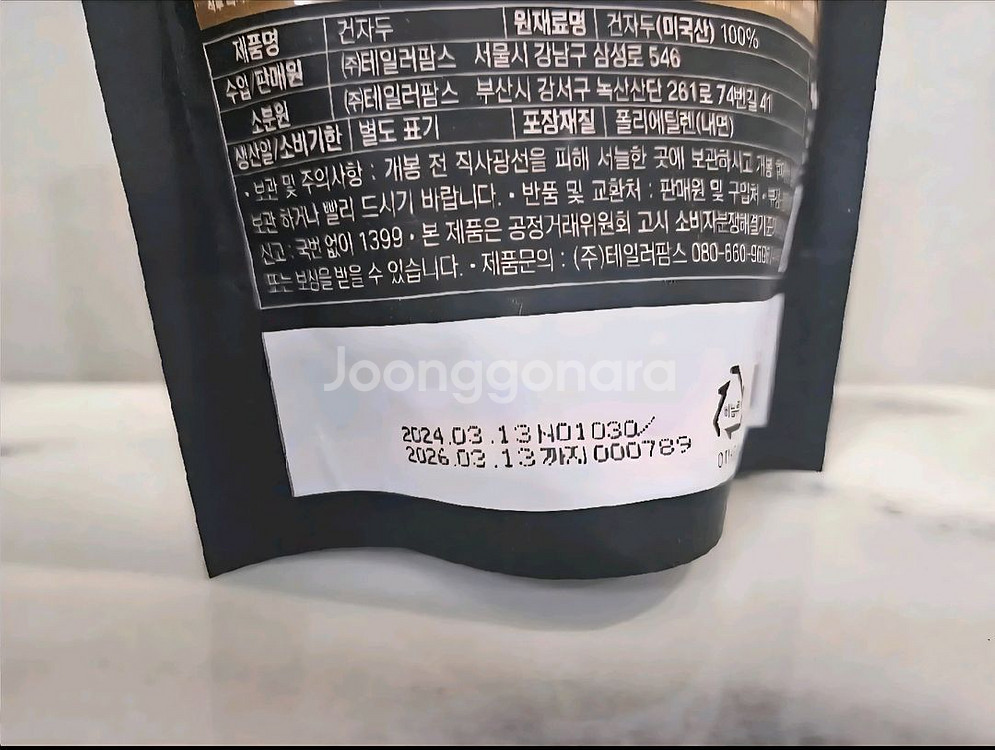 제품명 건자두 원재료명 건자두(미국산) 100%
수입/판매원 (주)테일러팜스 서울시 강남구 삼성로 546
소분원 (주)테일러팜스 부산시 강서구 녹산산단 261로 74번길 41
생산일/소비기한 별도 표기 포장재질 폴리에틸렌(내면)
• 보관 및 주의사항 : 개봉 전 직사광선을 피해 서늘한 곳에 보관하시고 개봉
보관 하거나 빨리 드시기 바랍니다. • 반품 및 교환처 : 판매원 및 구입처 •
신고 : 국번 없이 1399 • 본 제품은 공정거래위원회 고시 소비자분쟁해결기준
또는 보상을 받을 수 있습니다. • 제품문의 : (주)테일러팜스 080-660-
Joonggonara
2024.03.13 N01030/
2026.03.13까지 000789